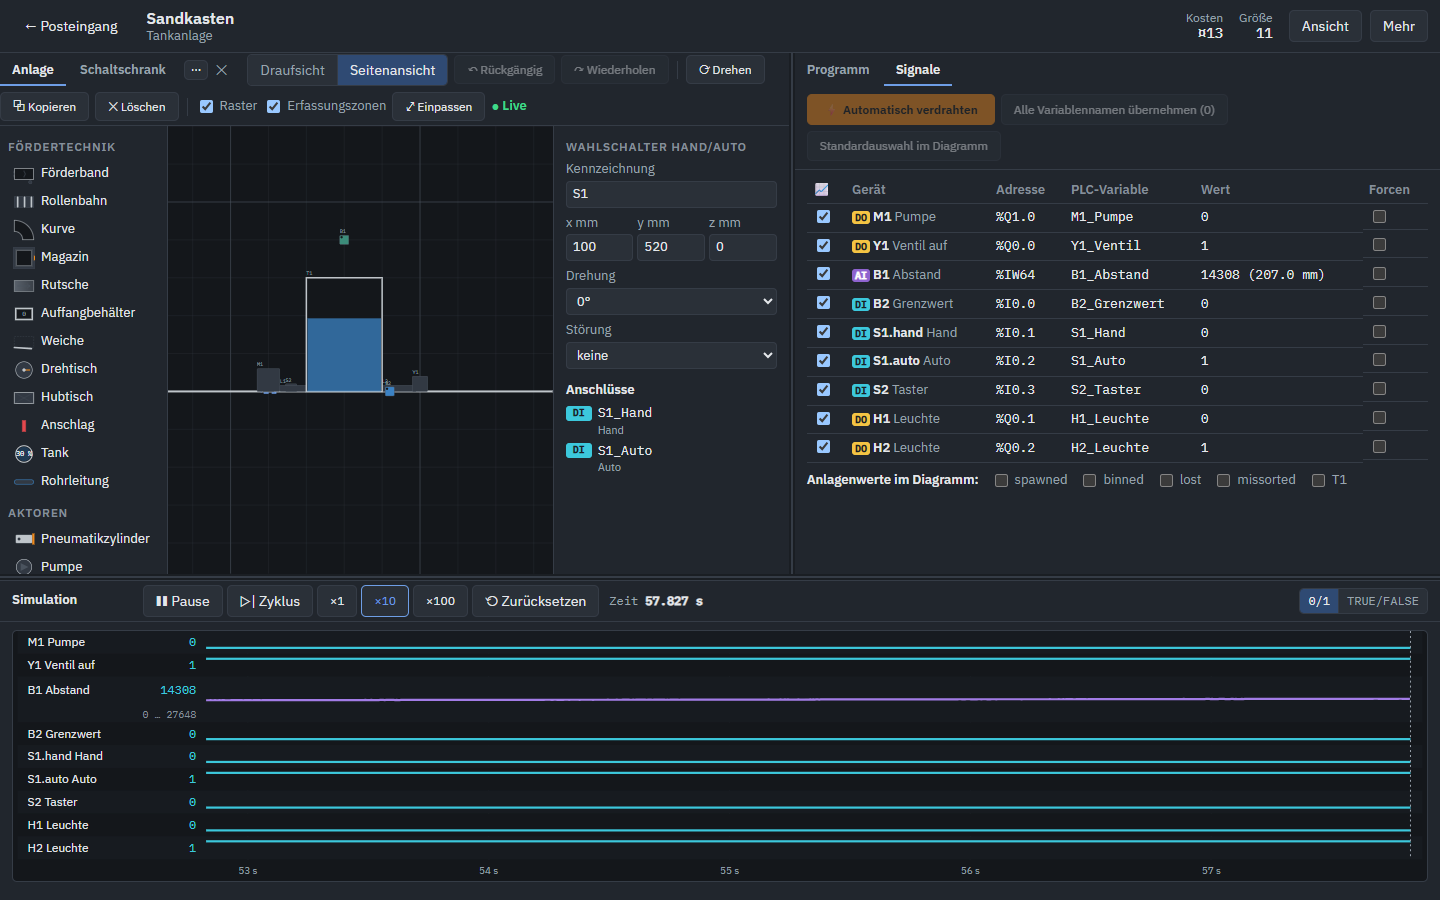 ← Posteingang
Sandkasten
Tankanlage
Kosten
¤13
Größe
11
Ansicht
Mehr
Anlage
Schaltschrank
Draufsicht
Seitenansicht
Rückgängig
Wiederholen
Drehen
Kopieren
Löschen
Raster
Erfassungszonen
Einpassen
Live
Programm
Signale
Automatisch verdrahten
Alle Variablennamen übernehmen (0)
Standardauswahl im Diagramm
FÖRDERTECHNIK
Förderband
Rollenbahn
Kurve
Magazin
Rutsche
Auffangbehälter
Weiche
Drehtisch
Hubtisch
Anschlag
Tank
Rohrleitung
AKTOREN
Pneumatikzylinder
Pumpe
B1
T1
M1
Y1
WAHLSCHALTER HAND/AUTO
Kennzeichnung
S1
x mm y mm z mm
100 520 0
Drehung
0°
Störung
keine
Anschlüsse
DI S1_Hand
Hand
DI S1_Auto
Auto
Gerät Adresse PLC-Variable Wert Forcen
DO M1 Pumpe %Q1.0 M1_Pumpe 0
DO Y1 Ventil auf %Q0.0 Y1_Ventil 1
AI B1 Abstand %IW64 B1_Abstand 14308 (207.0 mm)
DI B2 Grenzwert %I0.0 B2_Grenzwert 0
DI S1.hand Hand %I0.1 S1_Hand 0
DI S1.auto Auto %I0.2 S1_Auto 1
DI S2 Taster %I0.3 S2_Taster 0
DO H1 Leuchte %Q0.1 H1_Leuchte 0
DO H2 Leuchte %Q0.2 H2_Leuchte 1
Anlagenwerte im Diagramm: spawned binned lost missorted T1
Simulation
Pause
Zyklus
×1
×10
×100
Zurücksetzen
Zeit 57.827 s
0/1
TRUE/FALSE
M1 Pumpe 0
Y1 Ventil auf 1
B1 Abstand 14308
0 … 27648
B2 Grenzwert 0
S1.hand Hand 0
S1.auto Auto 1
S2 Taster 0
H1 Leuchte 0
H2 Leuchte 1
53 s 54 s 55 s 56 s 57 s